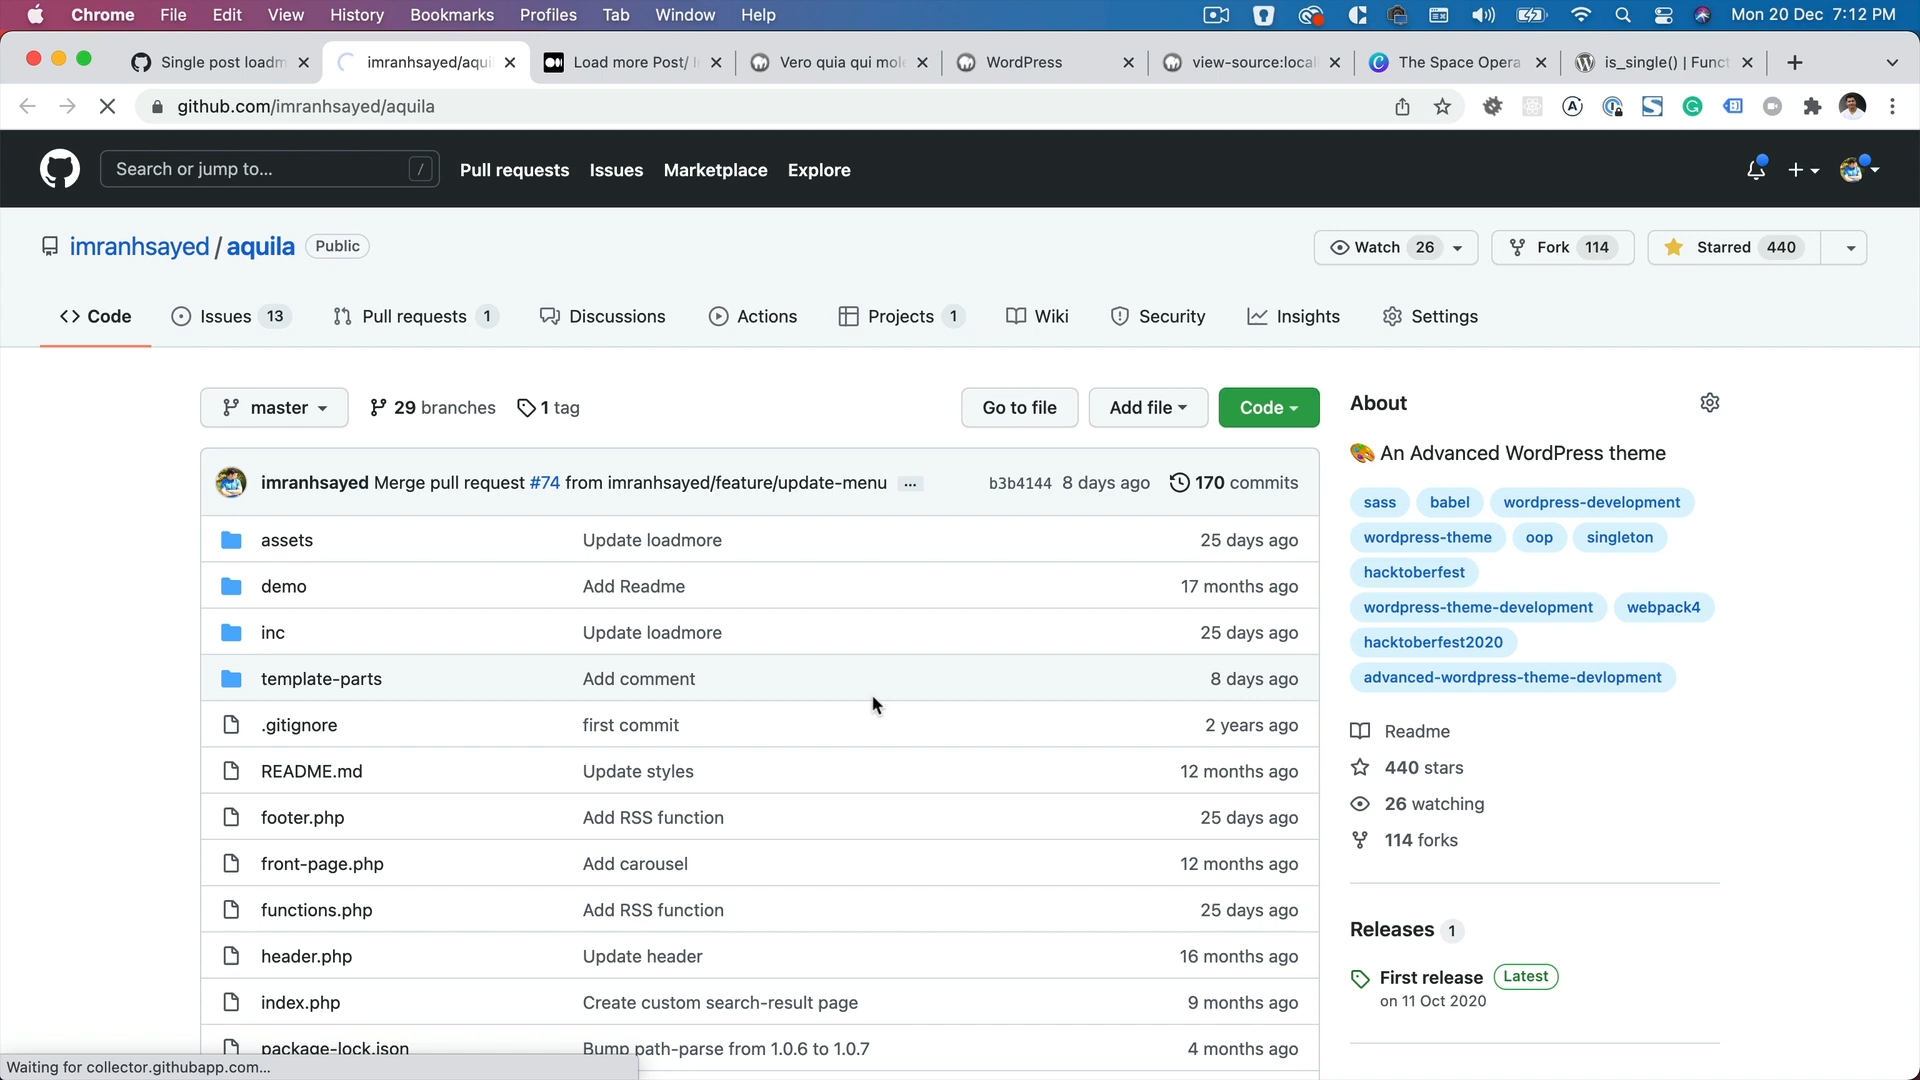 Chrome File Edit View History Bookmarks Profiles Tab Window Help Mon 20 Dec 7:12 PM
Single post loadm imranhsayed/aqui Load more Post/ I Vero quia qui mole WordPress view-source:local The Space Opera is_single() | Funct
github.com/imranhsayed/aquila
Search or jump to... / Pull requests Issues Marketplace Explore
imranhsayed / aquila Public Watch 26 Fork 114 Starred 440
Code Issues 13 Pull requests 1 Discussions Actions Projects 1 Wiki Security Insights Settings
master 29 branches 1 tag Go to file Add file Code
imranhsayed Merge pull request #74 from imranhsayed/feature/update-menu ... b3b4144 8 days ago 170 commits
assets Update loadmore 25 days ago
demo Add Readme 17 months ago
inc Update loadmore 25 days ago
template-parts Add comment 8 days ago
.gitignore first commit 2 years ago
README.md Update styles 12 months ago
footer.php Add RSS function 25 days ago
front-page.php Add carousel 12 months ago
functions.php Add RSS function 25 days ago
header.php Update header 16 months ago
index.php Create custom search-result page 9 months ago
package-lock.json Bump path-parse from 1.0.6 to 1.0.7 4 months ago
About
An Advanced WordPress theme
sass babel wordpress-development
wordpress-theme oop singleton
hacktoberfest
wordpress-theme-development webpack4
hacktoberfest2020
advanced-wordpress-theme-devlopment
Readme
440 stars
26 watching
114 forks
Releases 1
First release Latest
on 11 Oct 2020
Waiting for collector.githubapp.com...